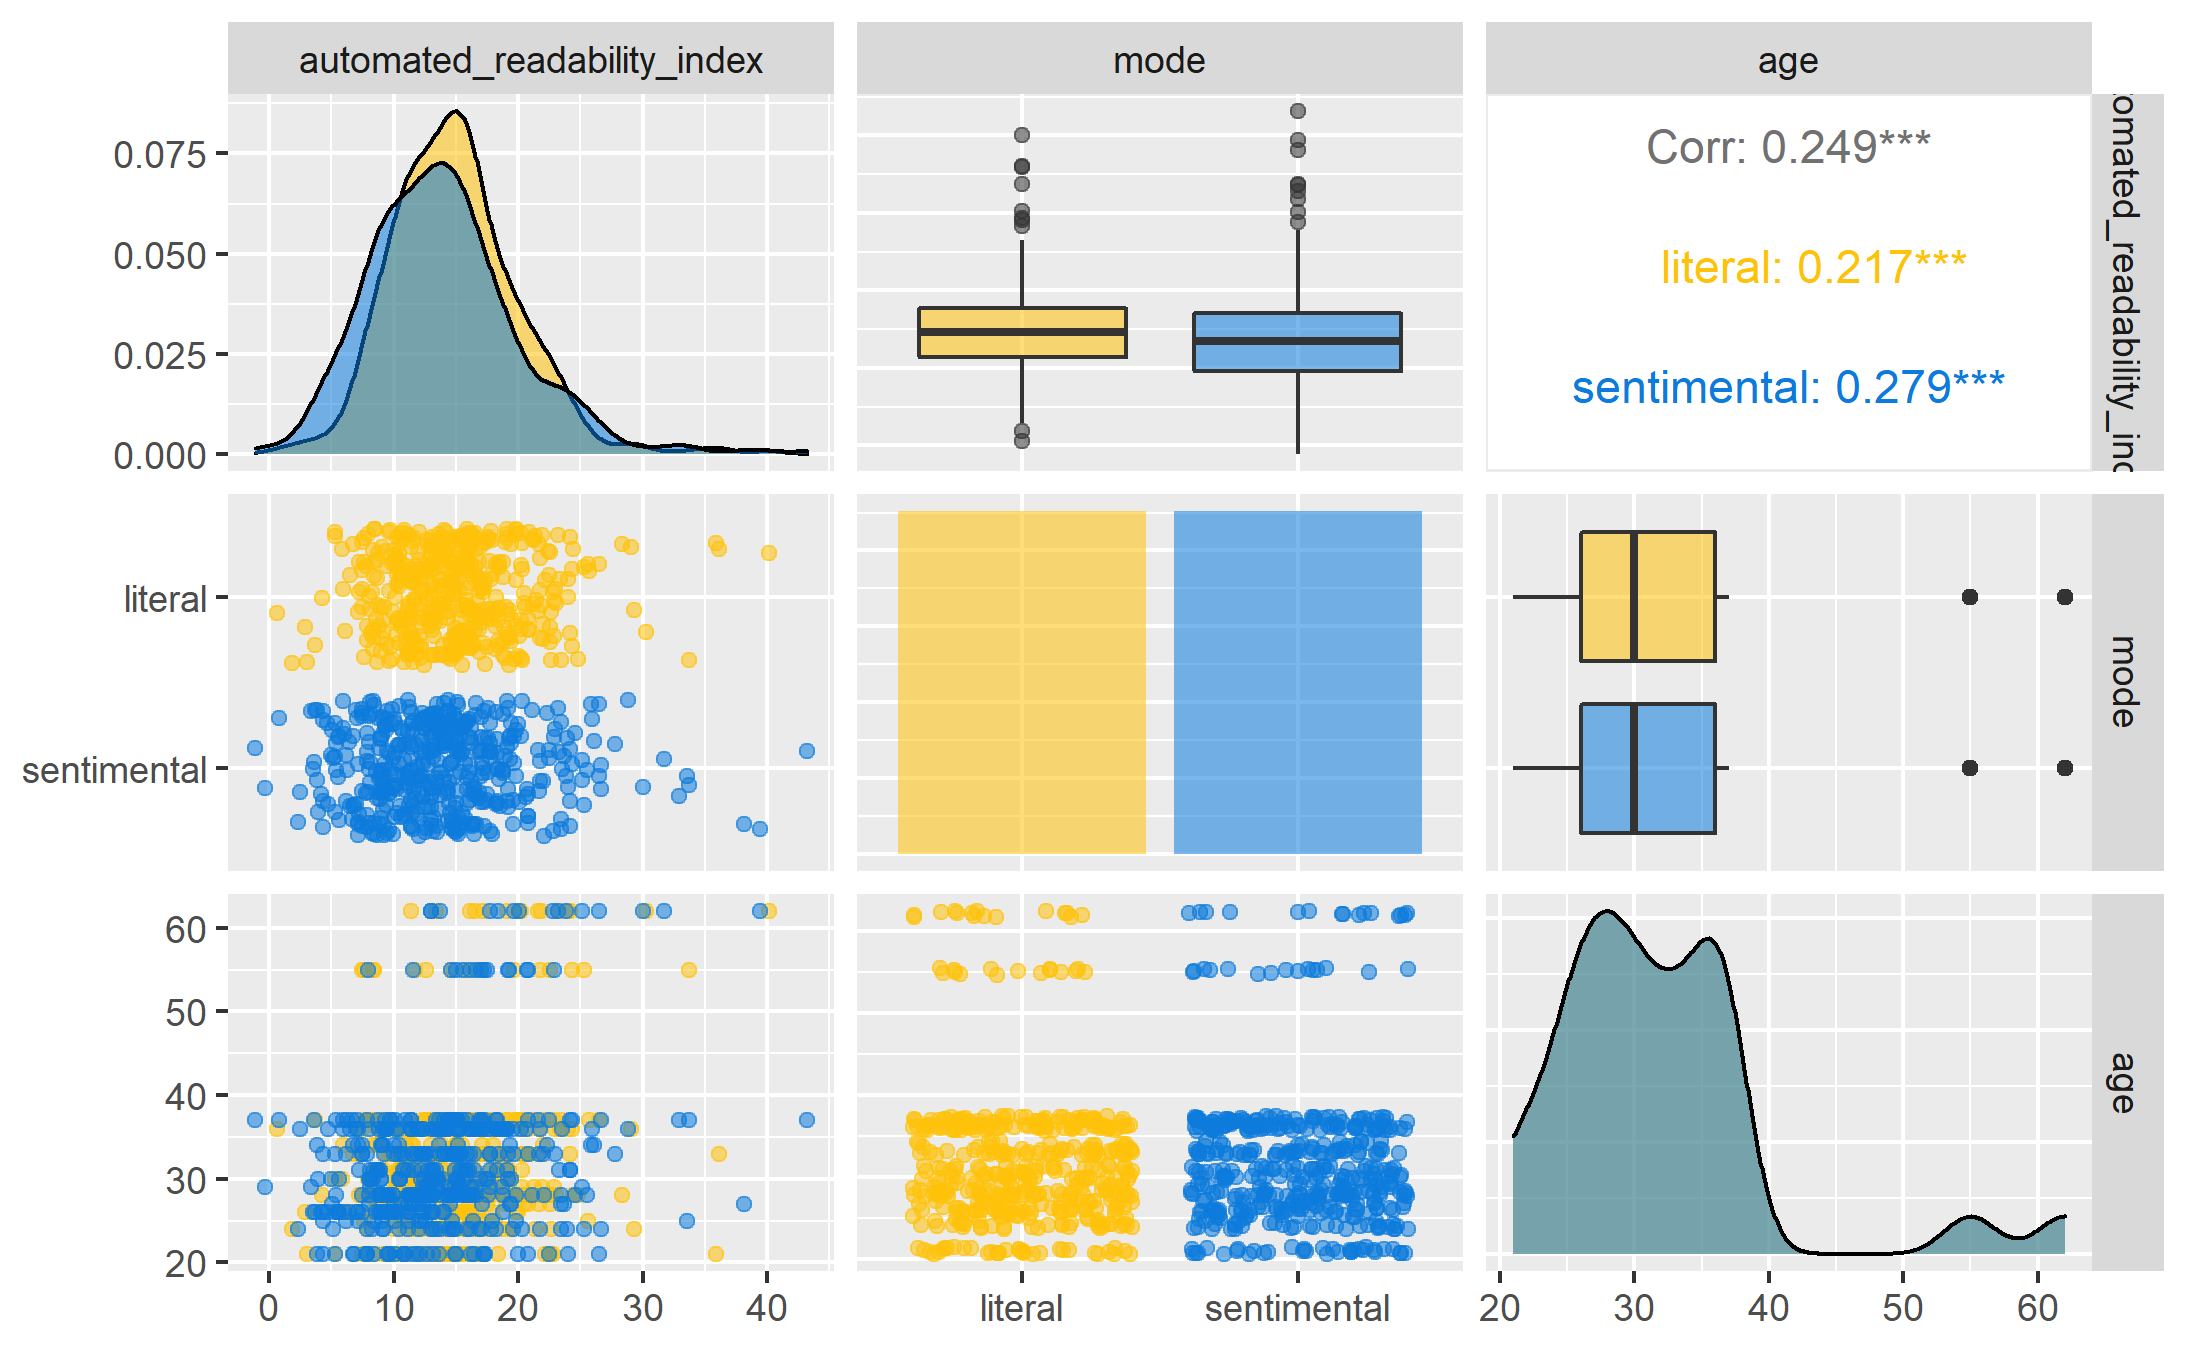 automated_readability_index mode age
0.075
0.050
0.025
0.000
Corr: 0.249***
literal: 0.217***
sentimental: 0.279***
omated_readability_ind
literal
sentimental
mode
60
50
40
30
20
age
0 10 20 30 40 literal sentimental 20 30 40 50 60